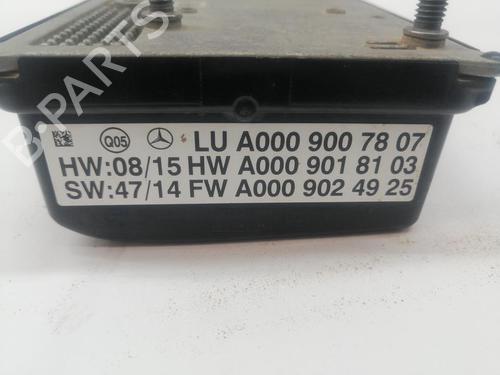 Q05 LU A000 900 78 07
HW:08/15 HW A000 901 81 03
SW:47/14 FW A000 902 49 25
B-PARTS